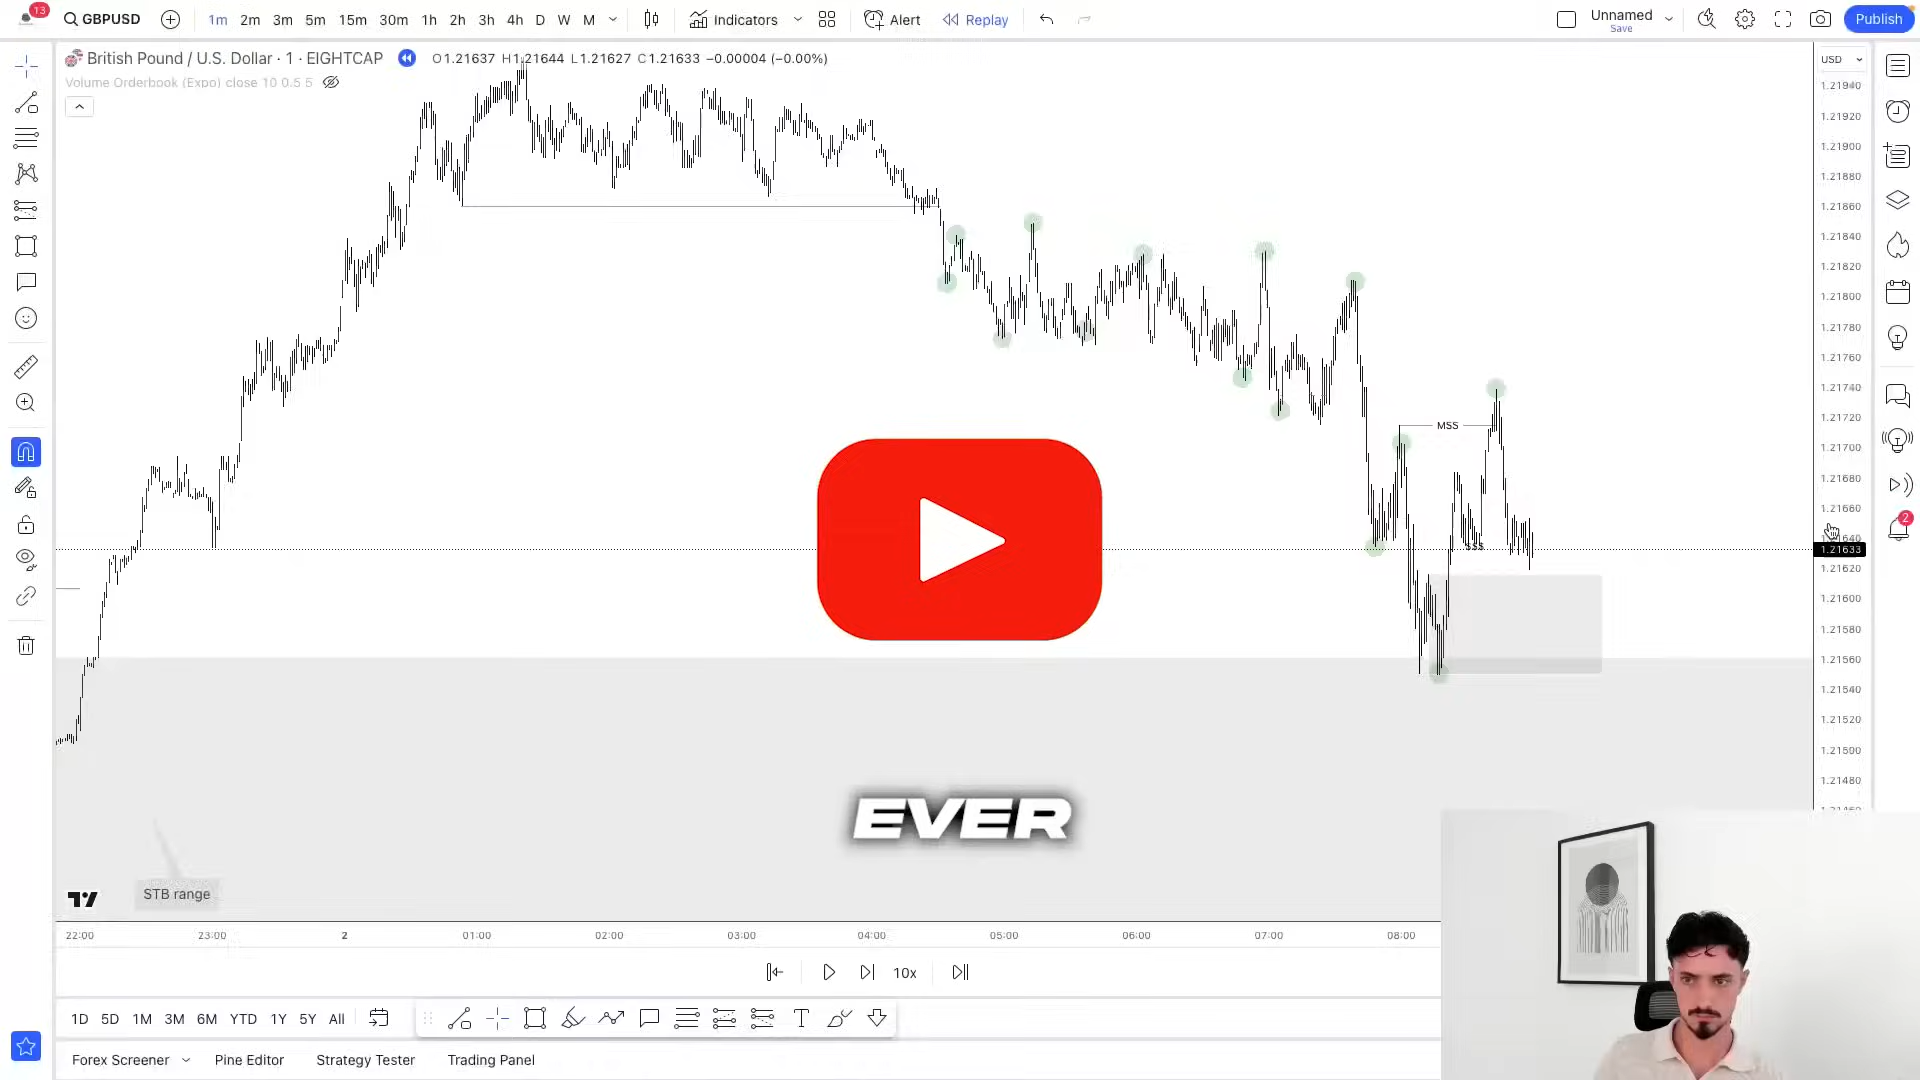 13
GBPUSD
1m 2m 3m 5m 15m 30m 1h 2h 3h 4h D W M
Indicators
Alert
Replay
Unnamed
Save
Publish
British Pound / U.S. Dollar · 1 · EIGHTCAP
O1.21637 H1.21644 L1.21627 C1.21633 −0.00004 (−0.00%)
Volume Orderbook (Expo) close 10 0.5 5
USD
1.21940
1.21920
1.21900
1.21880
1.21860
1.21840
1.21820
1.21800
1.21780
1.21760
1.21740
1.21720
1.21700
1.21680
1.21660
1.21640
1.21633
1.21620
1.21600
1.21580
1.21560
1.21540
1.21520
1.21500
1.21480
2
MSS
$$$
EVER
STB range
22:00 23:00 2 01:00 02:00 03:00 04:00 05:00 06:00 07:00 08:00
10x
1D 5D 1M 3M 6M YTD 1Y 5Y All
Forex Screener Pine Editor Strategy Tester Trading Panel